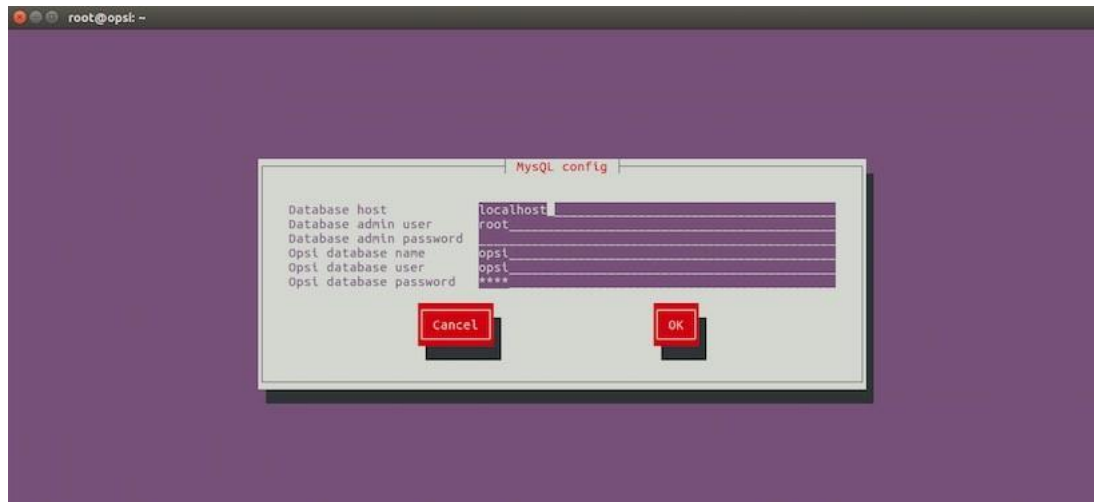 root@opsi: ~
MysQL config
Database host localhost
Database admin user root
Database admin password
Opsi database name opsi
Opsi database user opsi
Opsi database password ****
Cancel OK